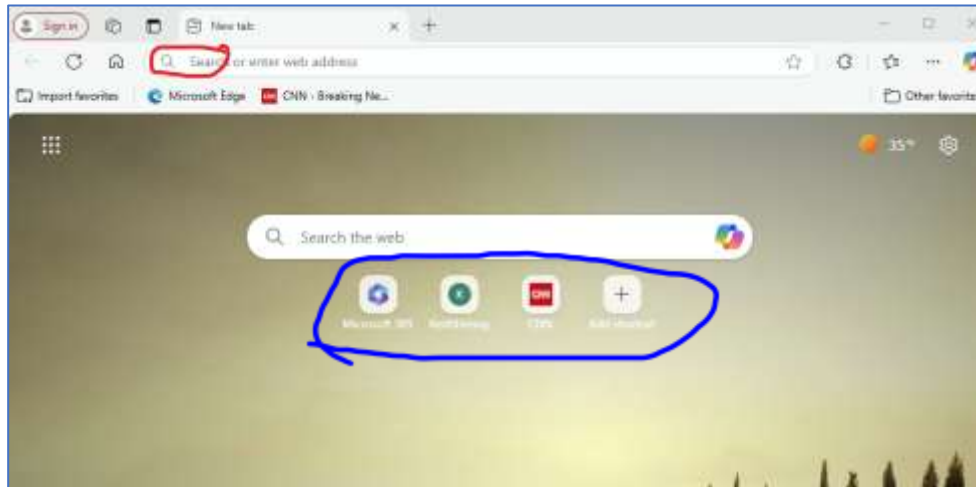 Sign in
New tab
Search or enter web address
Import favorites
Microsoft Edge
CNN - Breaking Ne...
Other favorite
35°F
Search the web
Microsoft 365
CNN
Add shortcut